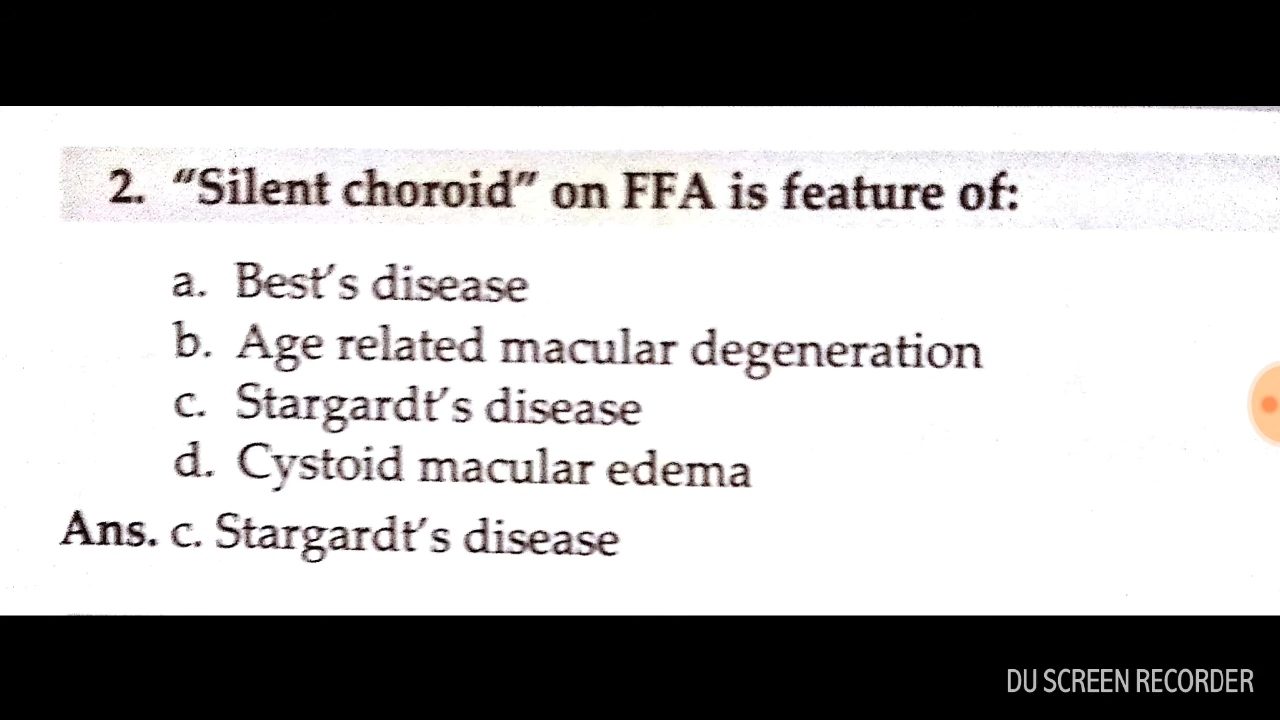 2. "Silent choroid" on FFA is feature of:
a. Best's disease
b. Age related macular degeneration
c. Stargardt's disease
d. Cystoid macular edema
Ans. c. Stargardt's disease
DU SCREEN RECORDER